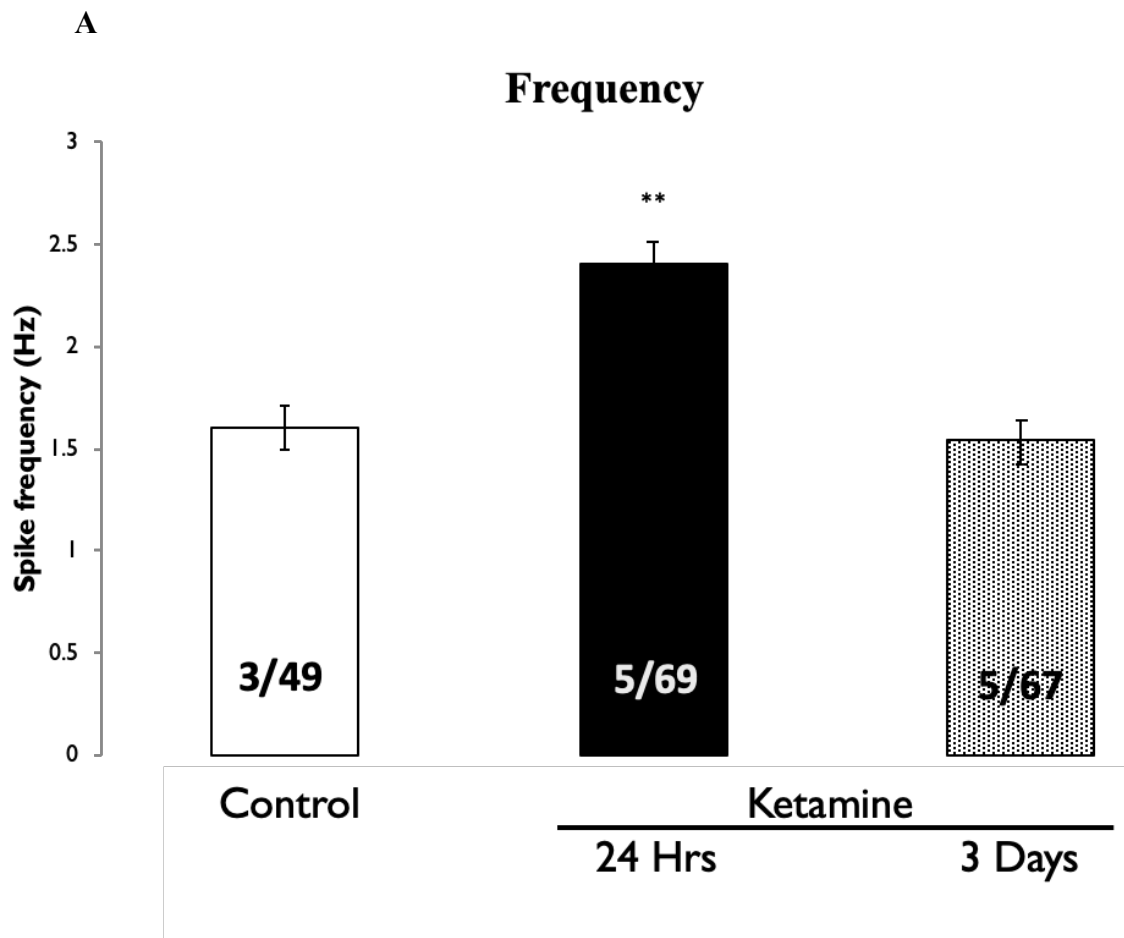 A
Frequency
3
2.5
2
1.5
1
0.5
0
Spike frequency (Hz)
**
3/49
5/69
5/67
Control
Ketamine
24 Hrs
3 Days